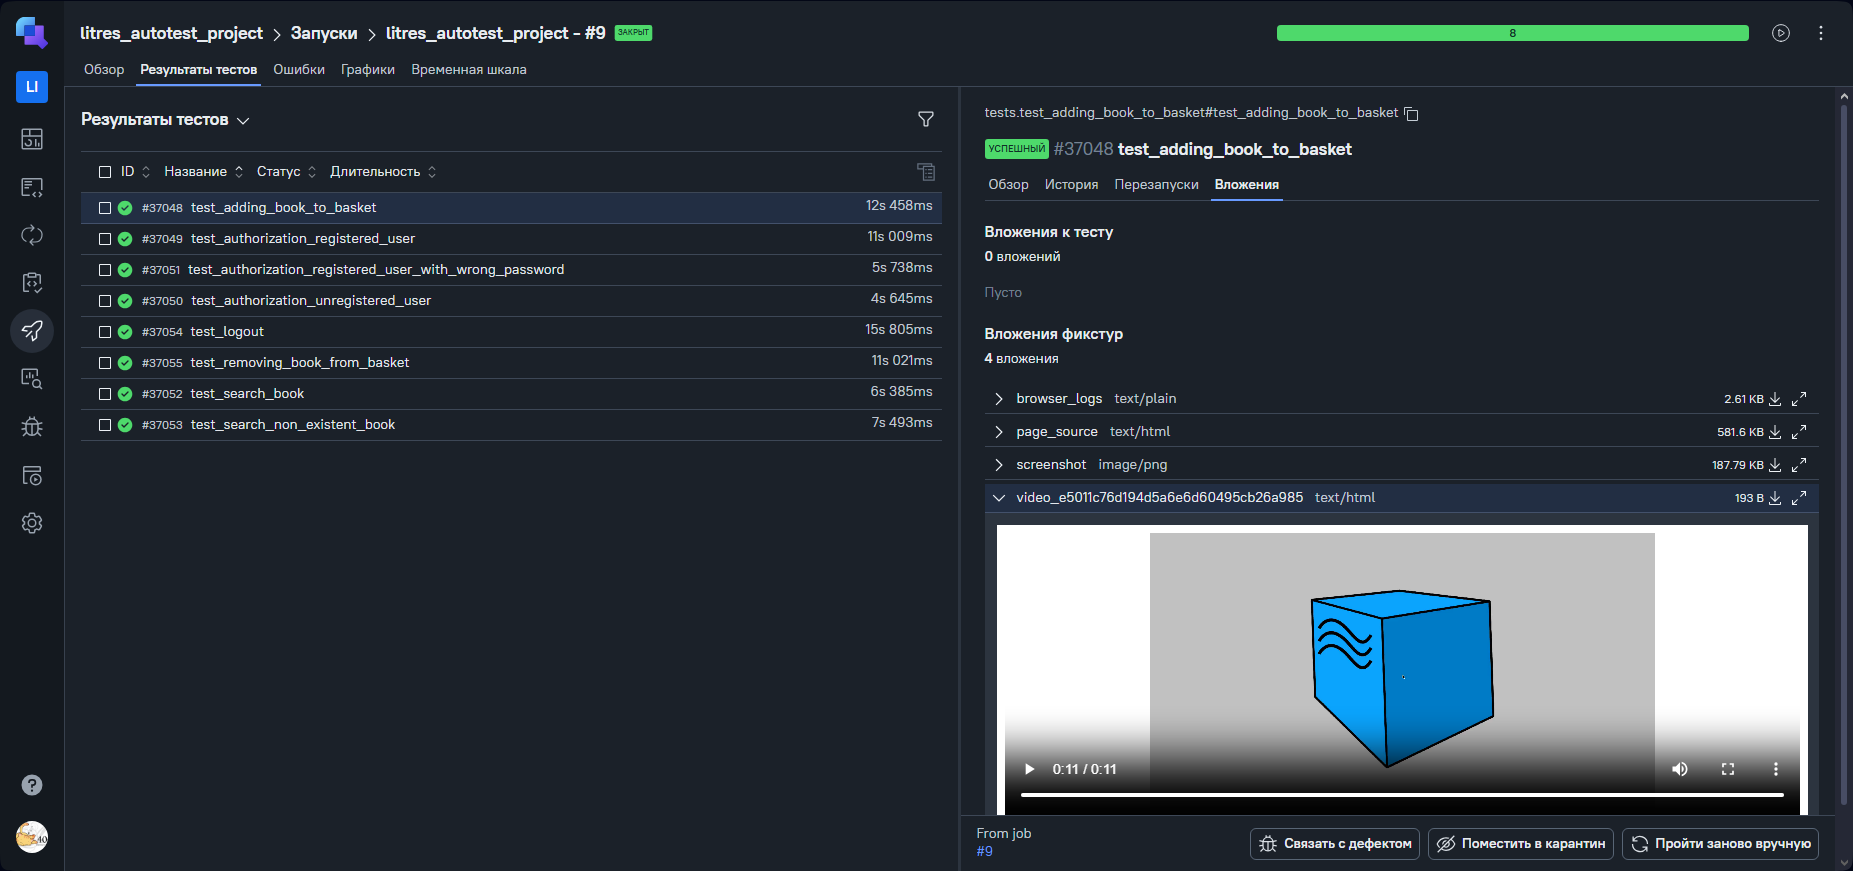 litres_autotest_project > Запуски > litres_autotest_project - #9 ЗАКРЫТ
8
LI
Обзор Результаты тестов Ошибки Графики Временная шкала
Результаты тестов
ID Название Статус Длительность
#37048 test_adding_book_to_basket 12s 458ms
#37049 test_authorization_registered_user 11s 009ms
#37051 test_authorization_registered_user_with_wrong_password 5s 738ms
#37050 test_authorization_unregistered_user 4s 645ms
#37054 test_logout 15s 805ms
#37055 test_removing_book_from_basket 11s 021ms
#37052 test_search_book 6s 385ms
#37053 test_search_non_existent_book 7s 493ms
tests.test_adding_book_to_basket#test_adding_book_to_basket
УСПЕШНЫЙ #37048 test_adding_book_to_basket
Обзор История Перезапуски Вложения
Вложения к тесту
0 вложений
Пусто
Вложения фикстур
4 вложения
browser_logs text/plain 2.61 KB
page_source text/html 581.6 KB
screenshot image/png 187.79 KB
video_e5011c76d194d5a6e6d60495cb26a985 text/html 193 B
0:11 / 0:11
From job
#9
Связать с дефектом Поместить в карантин Пройти заново вручную